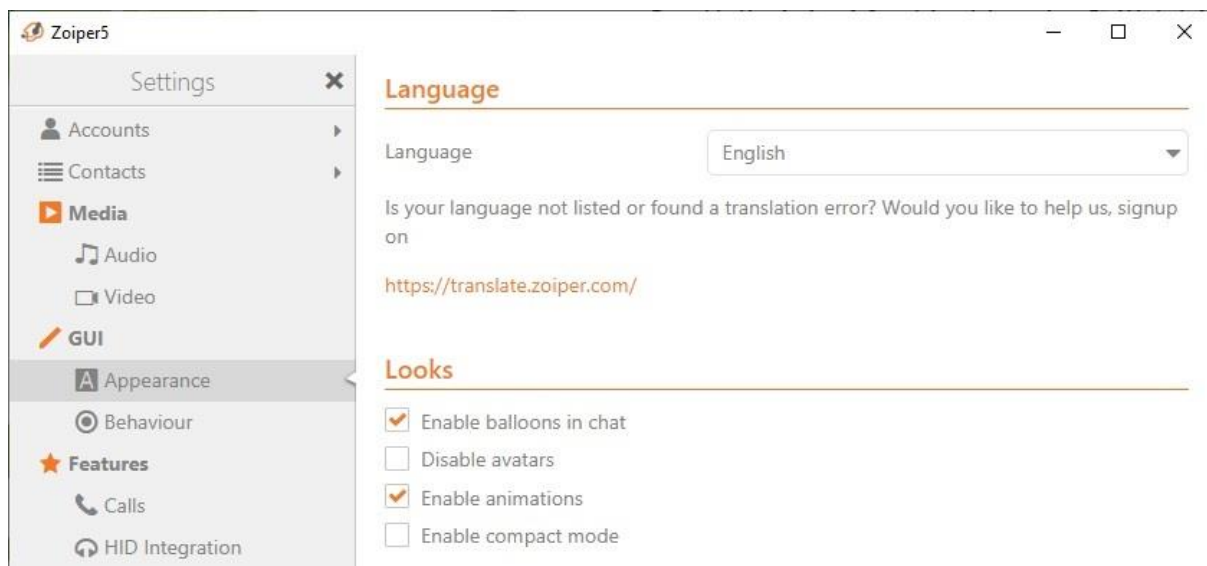 Zoiper5
Settings
Accounts
Contacts
Media
Audio
Video
GUI
Appearance
Behaviour
Features
Calls
HID Integration
Language
Language
English
Is your language not listed or found a translation error? Would you like to help us, signup
on
https://translate.zoiper.com/
Looks
Enable balloons in chat
Disable avatars
Enable animations
Enable compact mode